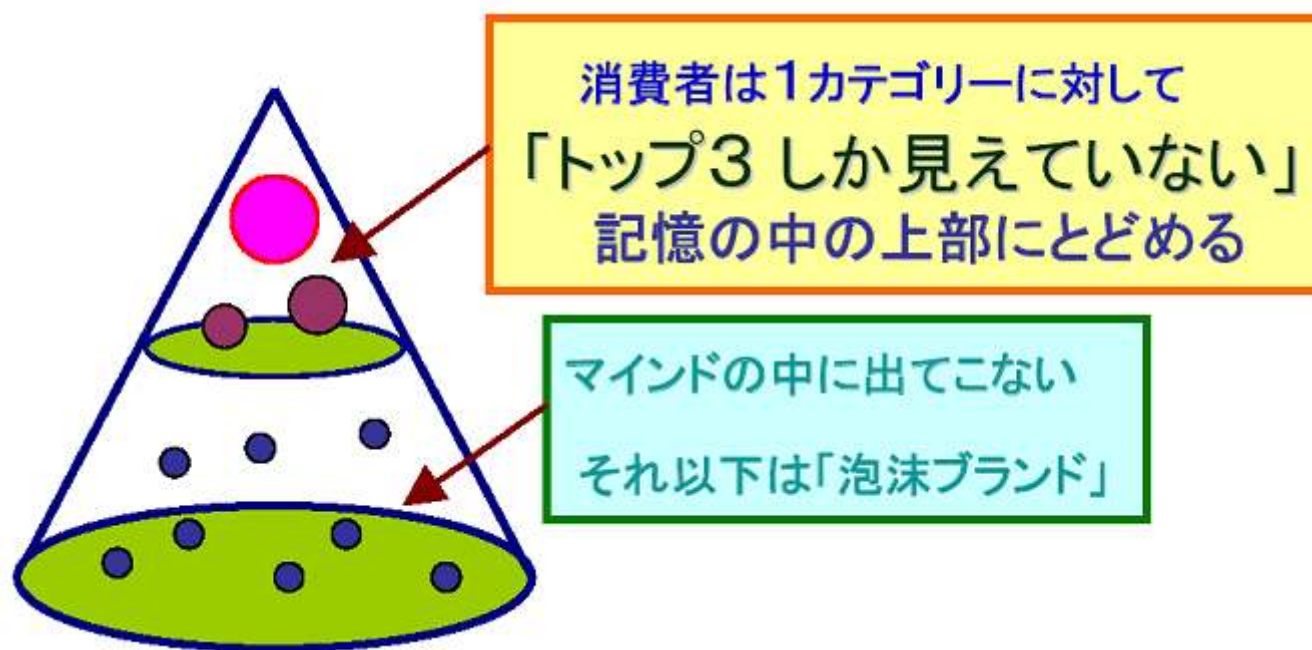 消費者は１カテゴリーに対して
「トップ３ しか見えていない」
記憶の中の上部にとどめる
マインドの中に出てこない
それ以下は「泡沫ブランド」